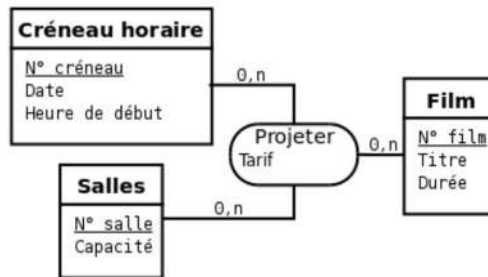 Créneau horaire
N° créneau
Date
Heure de début
0,n
Projeter
Tarif
0,n
Film
N° film
Titre
Durée
Salles
N° salle
Capacité
0,n